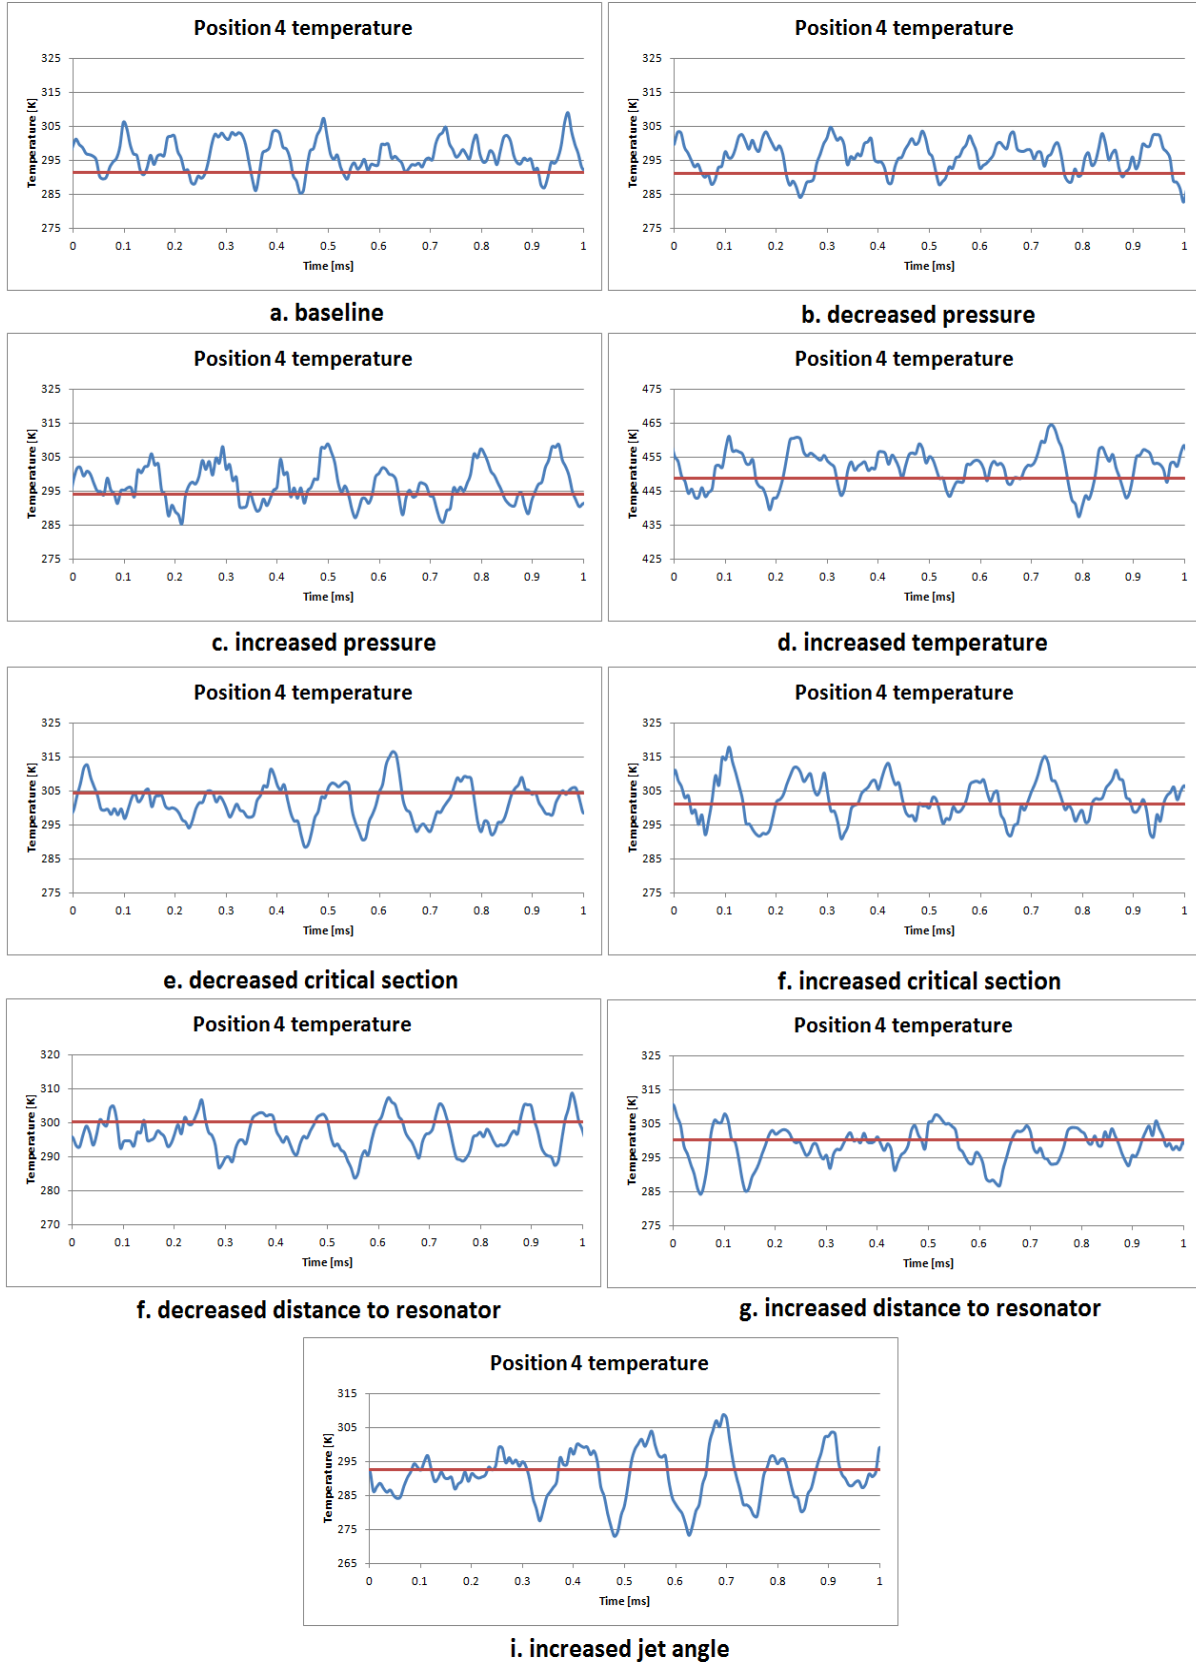 Position 4 temperature
Position 4 temperature
Temperature [K]
325
315
305
295
285
275
0 0.1 0.2 0.3 0.4 0.5 0.6 0.7 0.8 0.9 1
Time [ms]
Temperature [K]
325
315
305
295
285
275
0 0.1 0.2 0.3 0.4 0.5 0.6 0.7 0.8 0.9 1
Time [ms]
a. baseline
b. decreased pressure
Position 4 temperature
Position 4 temperature
Temperature [K]
325
315
305
295
285
275
0 0.1 0.2 0.3 0.4 0.5 0.6 0.7 0.8 0.9 1
Time [ms]
Temperature [K]
475
465
455
445
435
425
0 0.1 0.2 0.3 0.4 0.5 0.6 0.7 0.8 0.9 1
Time [ms]
c. increased pressure
d. increased temperature
Position 4 temperature
Position 4 temperature
Temperature [K]
325
315
305
295
285
275
0 0.1 0.2 0.3 0.4 0.5 0.6 0.7 0.8 0.9 1
Time [ms]
Temperature [K]
325
315
305
295
285
275
0 0.1 0.2 0.3 0.4 0.5 0.6 0.7 0.8 0.9 1
Time [ms]
e. decreased critical section
f. increased critical section
Position 4 temperature
Position 4 temperature
Temperature [K]
320
310
300
290
280
270
0 0.1 0.2 0.3 0.4 0.5 0.6 0.7 0.8 0.9 1
Time [ms]
Temperature [K]
325
315
305
295
285
275
0 0.1 0.2 0.3 0.4 0.5 0.6 0.7 0.8 0.9 1
Time [ms]
f. decreased distance to resonator
g. increased distance to resonator
Position 4 temperature
Temperature [K]
315
305
295
285
275
265
0 0.1 0.2 0.3 0.4 0.5 0.6 0.7 0.8 0.9 1
Time [ms]
i. increased jet angle